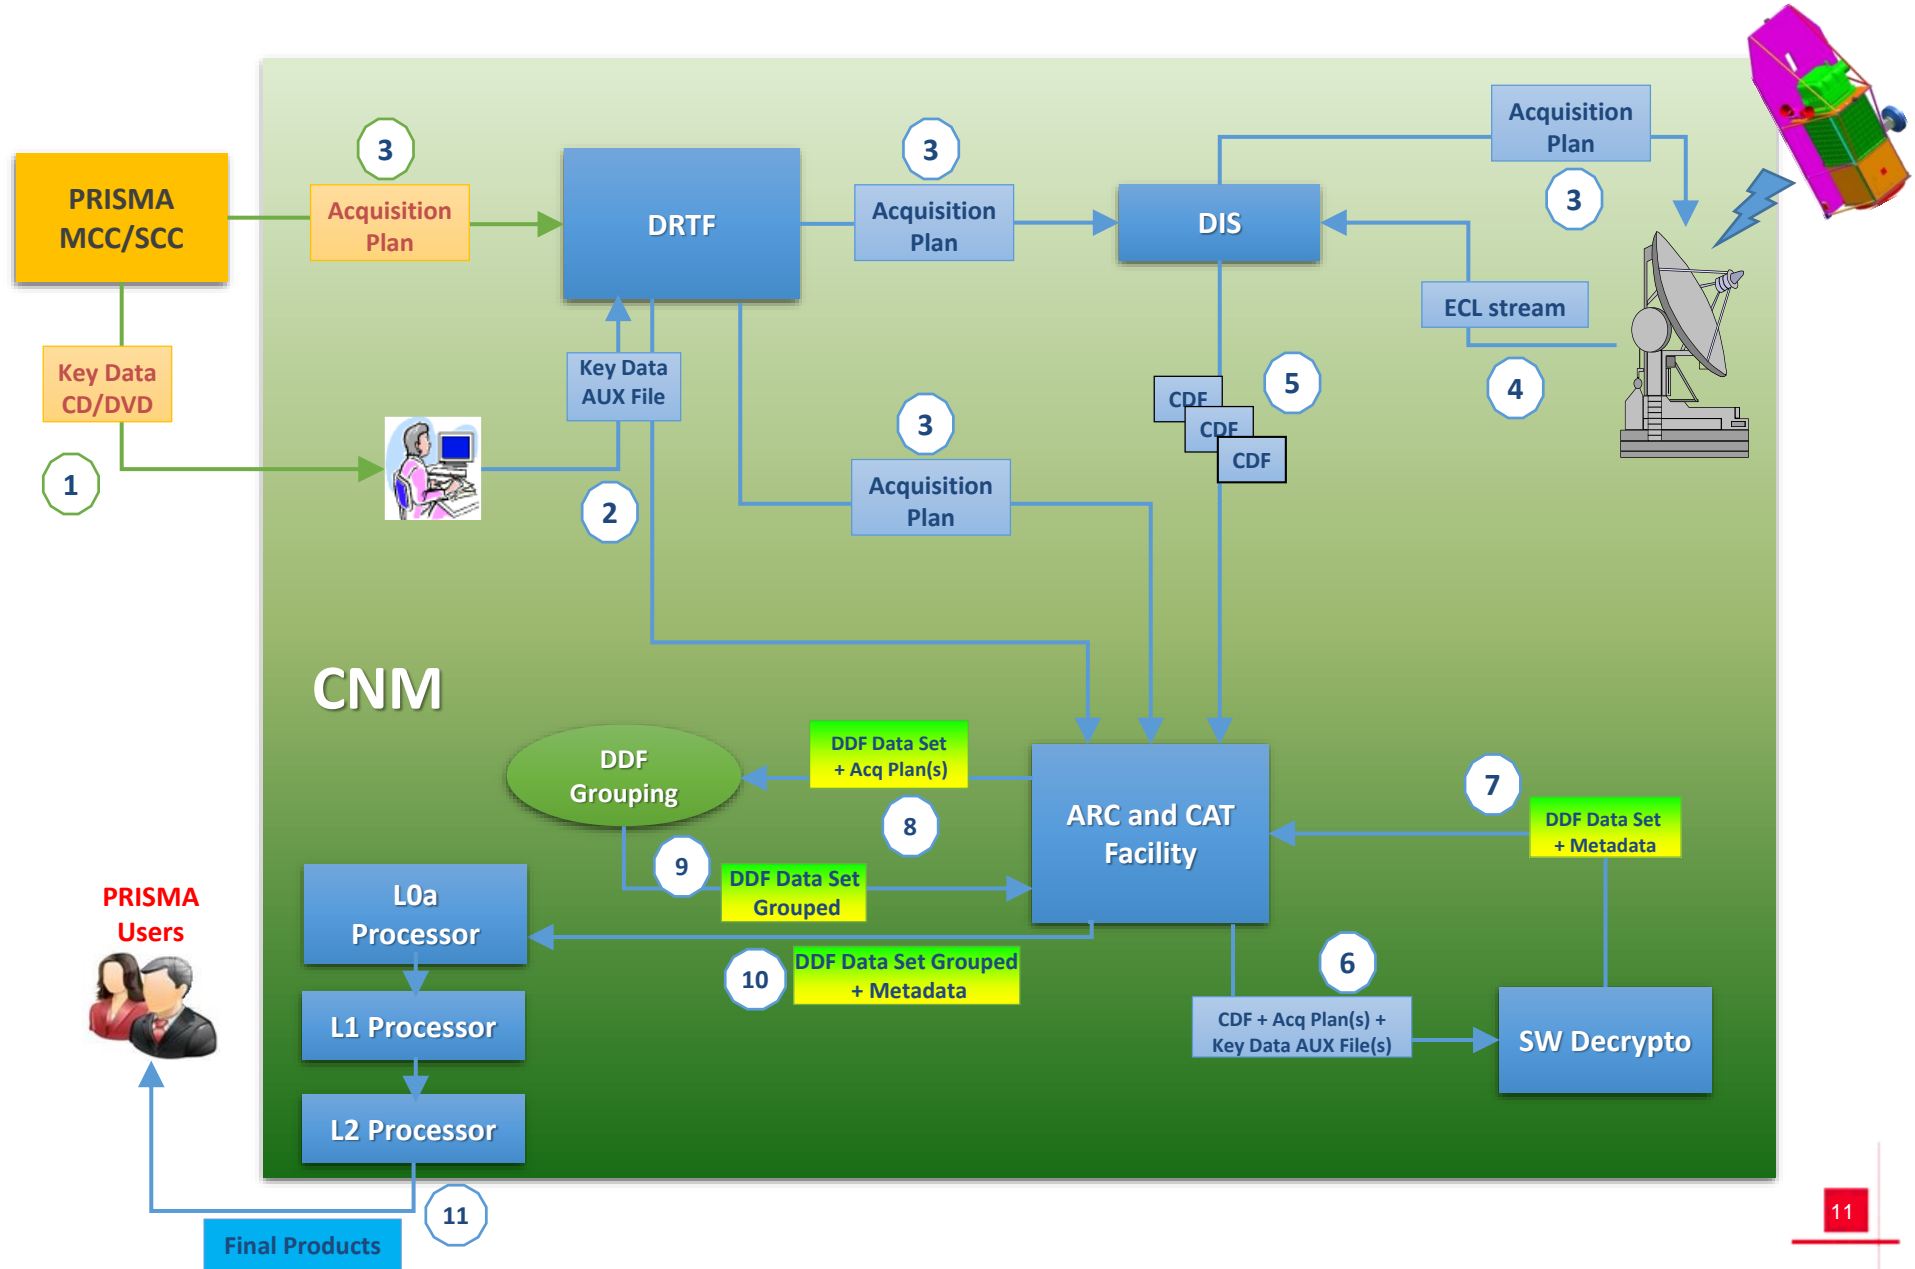 3
3
Acquisition
Plan
PRISMA
MCC/SCC
Acquisition
Plan
DRTF
Acquisition
Plan
DIS
3
ECL stream
Key Data
CD/DVD
Key Data
AUX File
5
4
CDF
CDF
CDF
3
1
2
Acquisition
Plan
CNM
DDF Data Set
+ Acq Plan(s)
DDF
Grouping
7
8
ARC and CAT
Facility
DDF Data Set
+ Metadata
9
DDF Data Set
Grouped
PRISMA
Users
L0a
Processor
10
DDF Data Set Grouped
+ Metadata
6
L1 Processor
CDF + Acq Plan(s) +
Key Data AUX File(s)
SW Decrypto
L2 Processor
11
Final Products
11